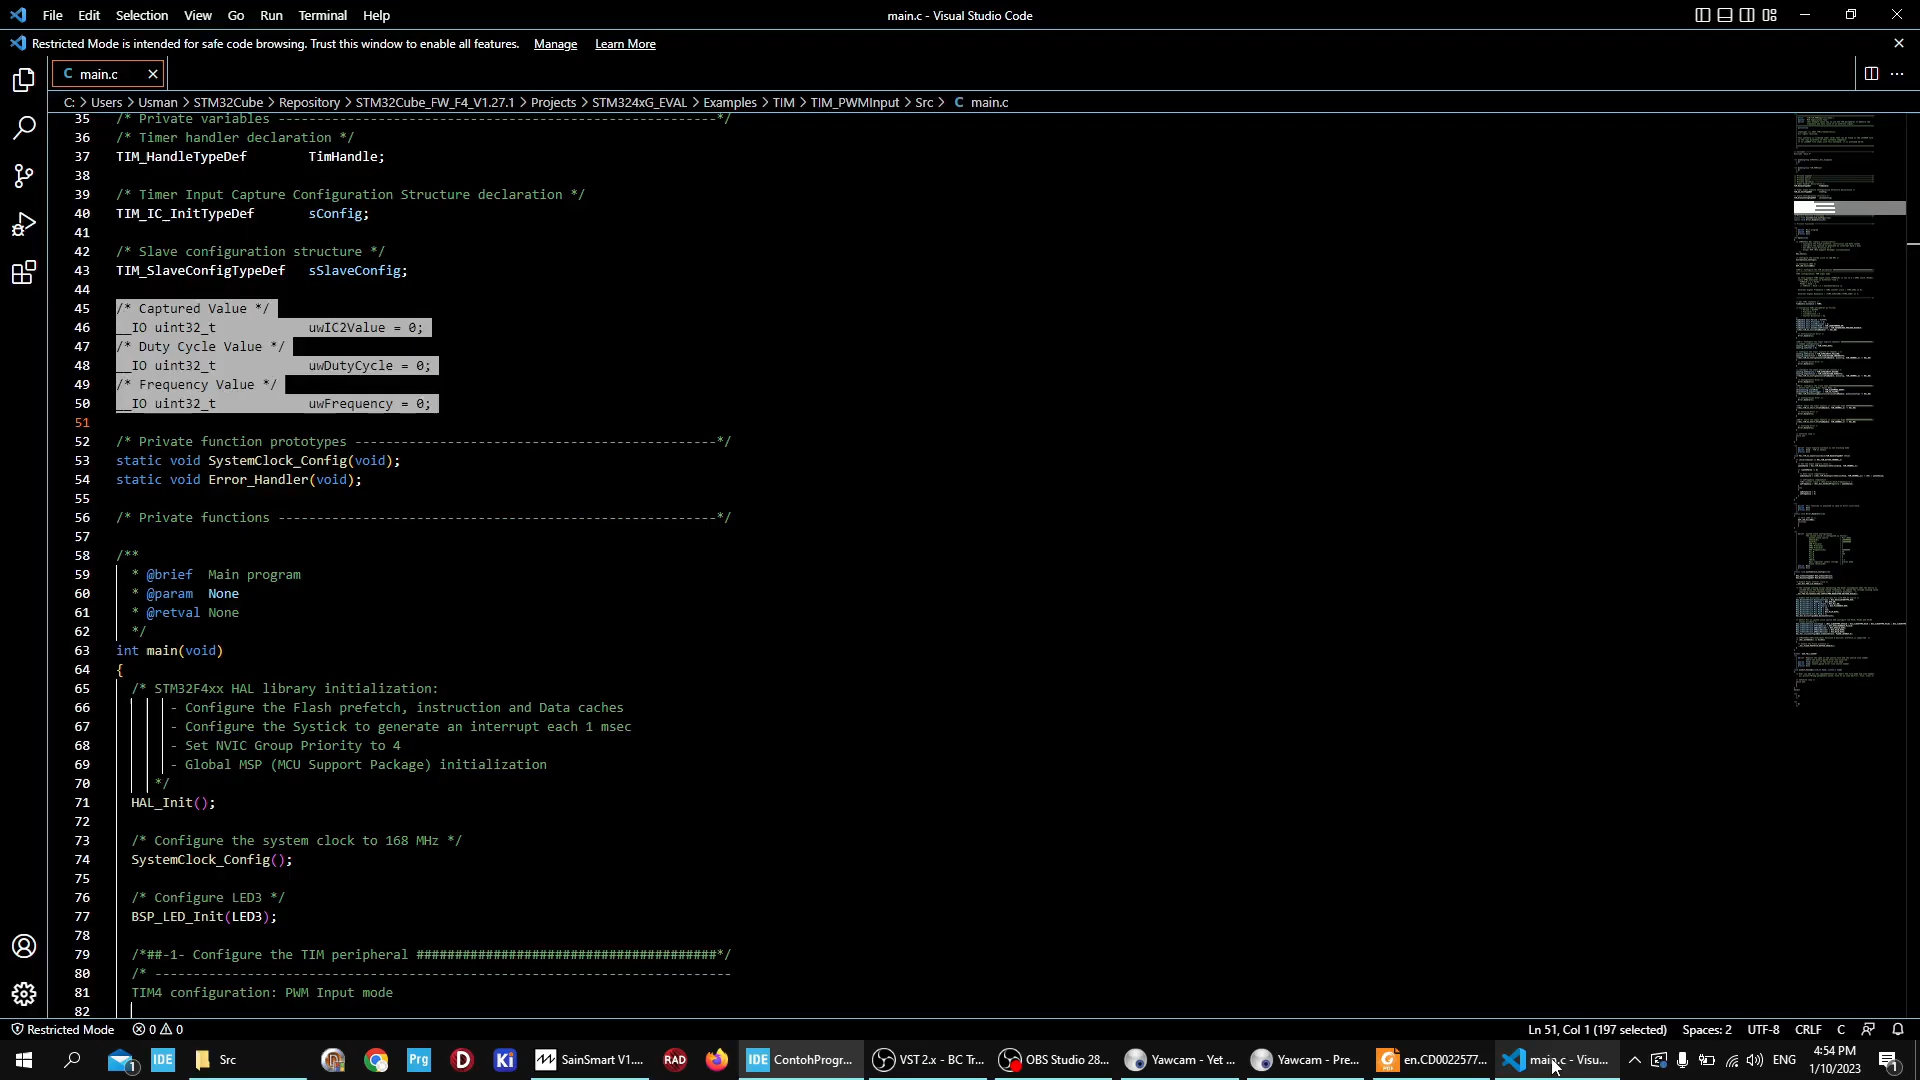 File Edit Selection View Go Run Terminal Help
main.c - Visual Studio Code
Restricted Mode is intended for safe code browsing. Trust this window to enable all features. Manage Learn More
C main.c
C: > Users > Usman > STM32Cube > Repository > STM32Cube_FW_F4_V1.27.1 > Projects > STM324xG_EVAL > Examples > TIM > TIM_PWMInput > Src > C main.c
35 /* Private variables ---------------------------------------------------------*/
36 /* Timer handler declaration */
37 TIM_HandleTypeDef        TimHandle;
38
39 /* Timer Input Capture Configuration Structure declaration */
40 TIM_IC_InitTypeDef       sConfig;
41
42 /* Slave configuration structure */
43 TIM_SlaveConfigTypeDef   sSlaveConfig;
44
45 /* Captured Value */
46 __IO uint32_t            uwIC2Value = 0;
47 /* Duty Cycle Value */
48 __IO uint32_t            uwDutyCycle = 0;
49 /* Frequency Value */
50 __IO uint32_t            uwFrequency = 0;
51
52 /* Private function prototypes -----------------------------------------------*/
53 static void SystemClock_Config(void);
54 static void Error_Handler(void);
55
56 /* Private functions ---------------------------------------------------------*/
57
58 /**
59   * @brief  Main program
60   * @param  None
61   * @retval None
62   */
63 int main(void)
64 {
65   /* STM32F4xx HAL library initialization:
66        - Configure the Flash prefetch, instruction and Data caches
67        - Configure the Systick to generate an interrupt each 1 msec
68        - Set NVIC Group Priority to 4
69        - Global MSP (MCU Support Package) initialization
70      */
71   HAL_Init();
72
73   /* Configure the system clock to 168 MHz */
74   SystemClock_Config();
75
76   /* Configure LED3 */
77   BSP_LED_Init(LED3);
78
79   /*##-1- Configure the TIM peripheral #######################################*/
80   /* ---------------------------------------------------------------------------
81   TIM4 configuration: PWM Input mode
82
Restricted Mode 0 0
Ln 51, Col 1 (197 selected) Spaces: 2 UTF-8 CRLF C
1 IDE Src Prg D Ki SainSmart V1.... RAD IDE ContohProgr... VST 2.x - BC Tr... OBS Studio 28... Yawcam - Yet ... Yawcam - Pre... en.CD0022577... main.c - Visu... ENG 4:54 PM 1
1/10/2023